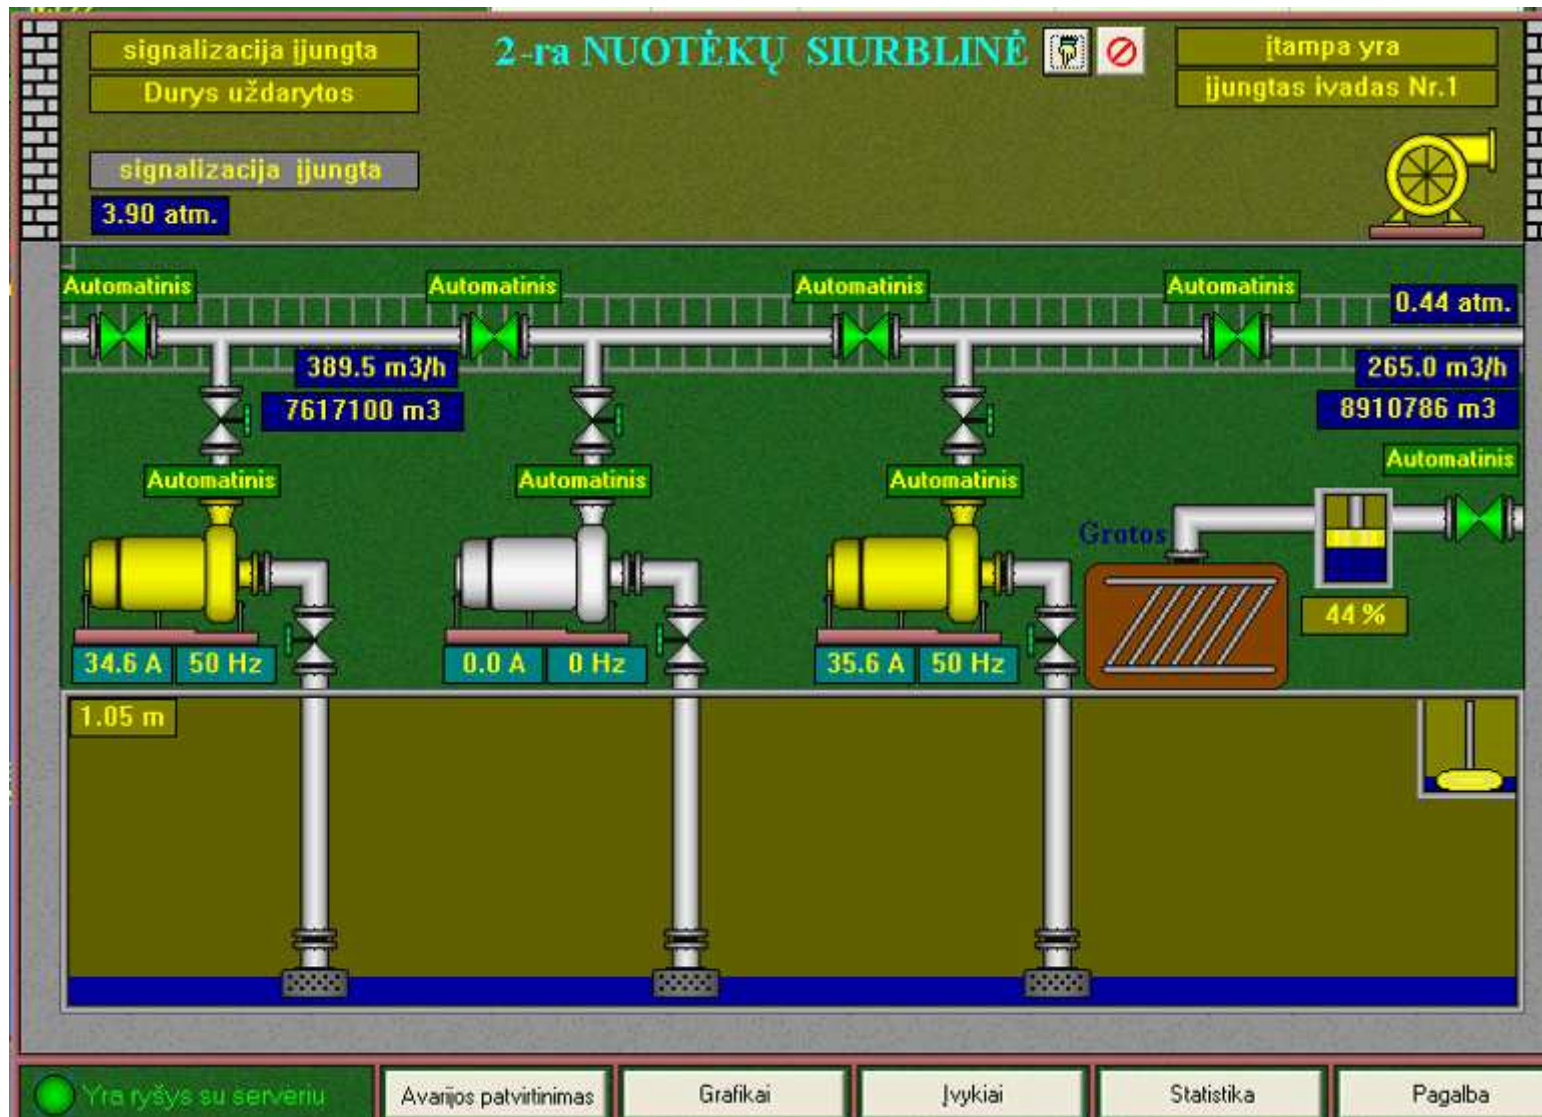 signalizacija įjungta
2-ra NUOTĖKŲ SIURBLINĖ
įtampa yra
Durys uždarytos
įjungtas ivadas Nr.1
signalizacija įjungta
3.90 atm.
Automatinis
Automatinis
Automatinis
Automatinis
0.44 atm.
389.5 m3/h
265.0 m3/h
7617100 m3
8910786 m3
Automatinis
Automatinis
Automatinis
Automatinis
Grotos
44 %
34.6 A
50 Hz
0.0 A
0 Hz
35.6 A
50 Hz
1.05 m
Yra ryšys su serveriu
Avarijos patvirtinimas
Grafikai
Įvykiai
Statistika
Pagalba